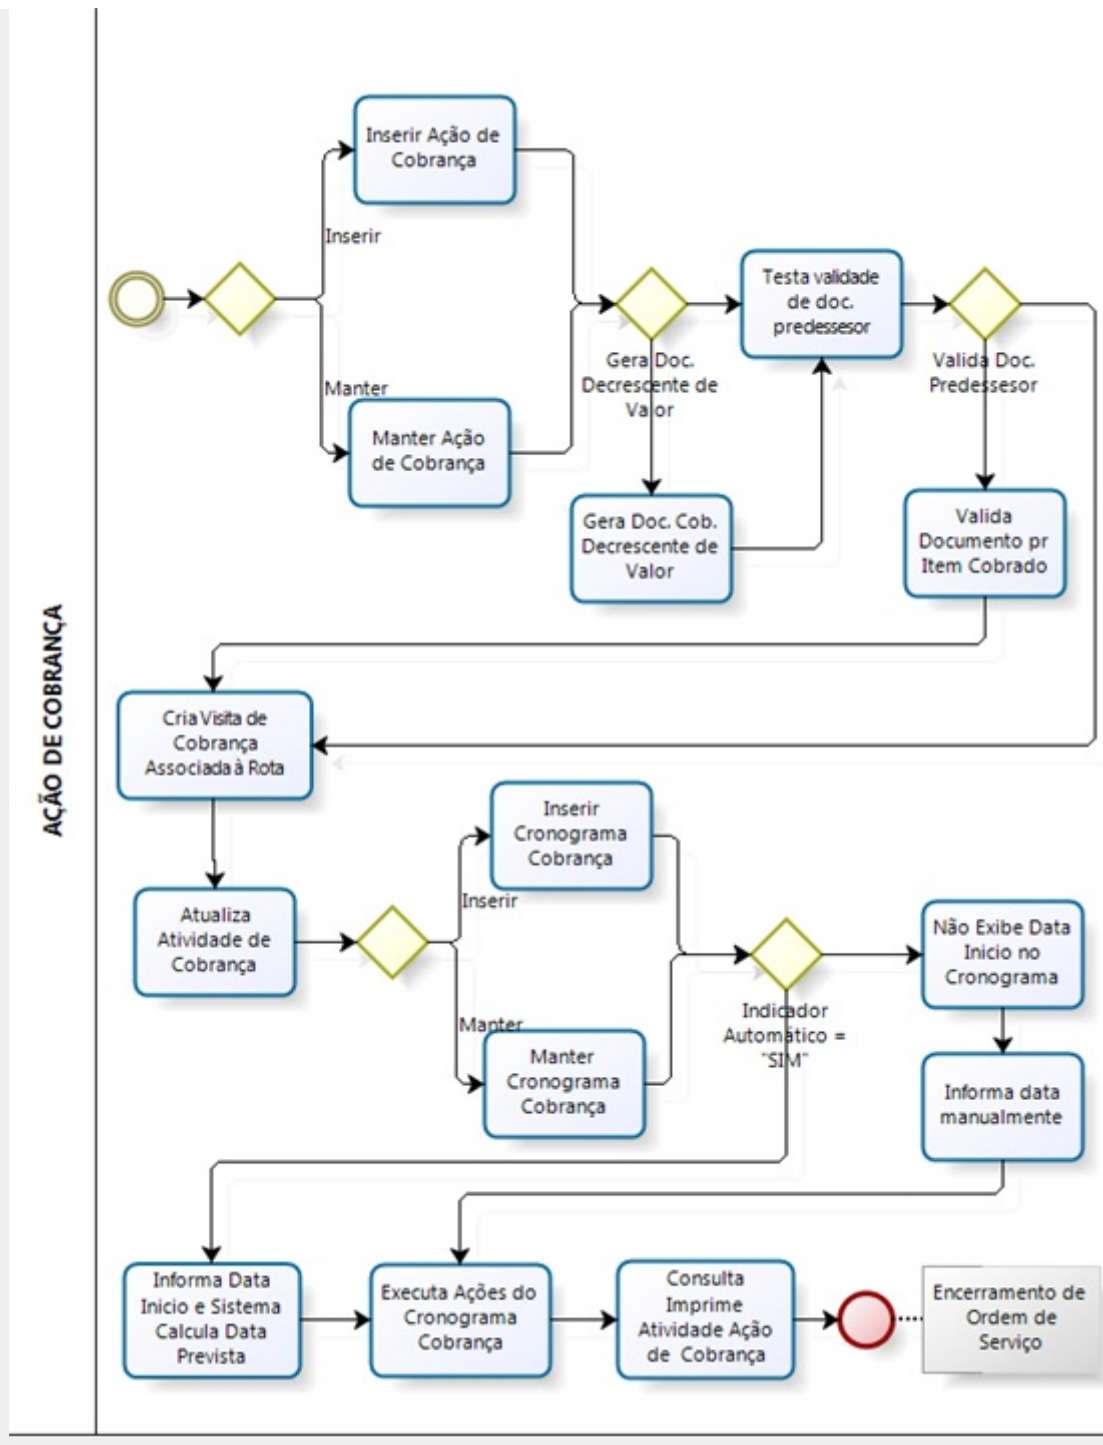 AÇÃO DE COBRANÇA
Inserir Ação de
Cobrança
Inserir
Manter
Manter Ação
de Cobrança
Gera Doc.
Decrescente de
Valor
Gera Doc. Cob.
Decrescente de
Valor
Testa validade
de doc.
predessesor
Valida Doc.
Predessesor
Valida
Documento pr
Item Cobrado
Cria Visita de
Cobrança
Associada à Rota
Atualiza
Atividade de
Cobrança
Inserir
Manter
Inserir
Cronograma
Cobrança
Manter
Cronograma
Cobrança
Indicador
Automático =
"SIM"
Não Exibe Data
Inicio no
Cronograma
Informa data
manualmente
Informa Data
Inicio e Sistema
Calcula Data
Prevista
Executa Ações do
Cronograma
Cobrança
Consulta
Imprime
Atividade Ação
de Cobrança
Encerramento de
Ordem de
Serviço